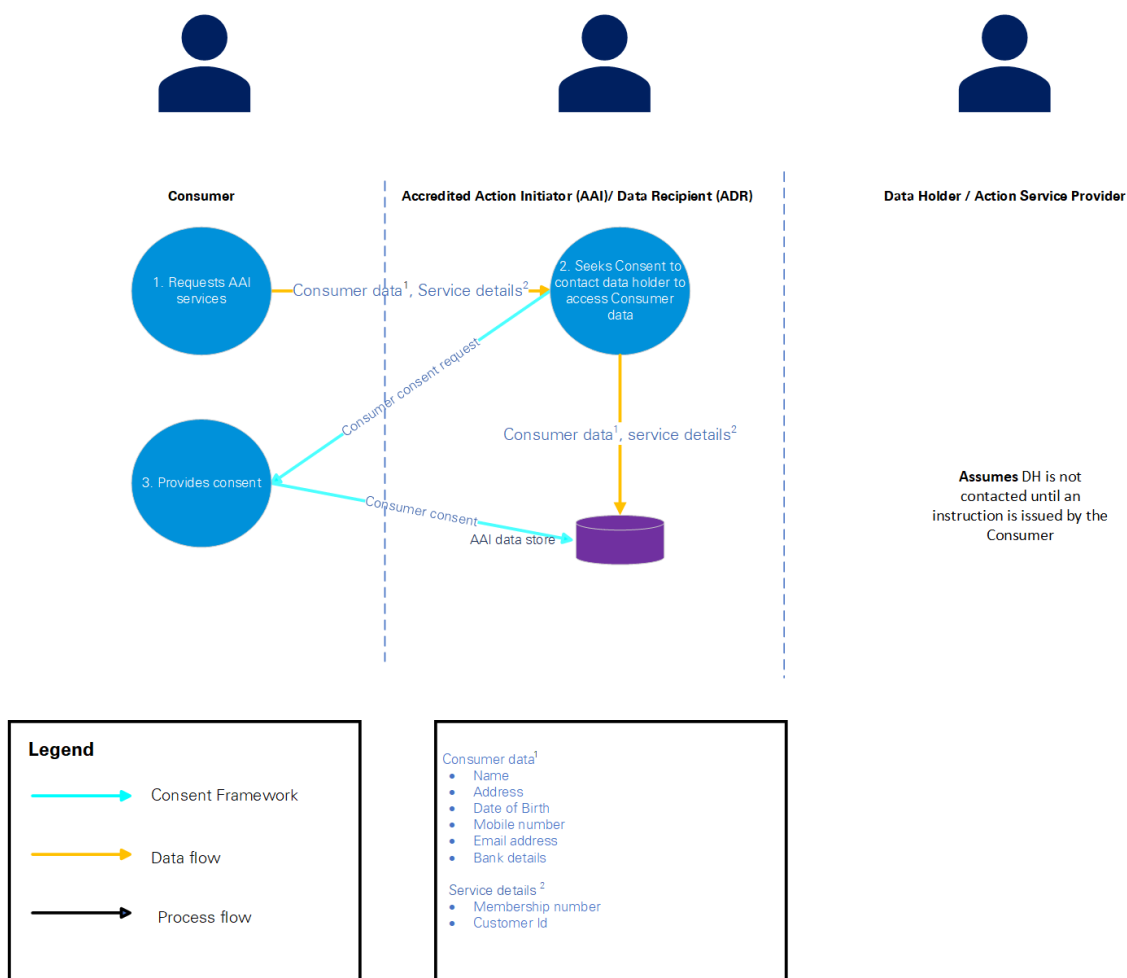 Consumer
Accredited Action Initiator (AAI)/ Data Recipient (ADR)
Data Holder / Action Service Provider
1. Requests AAI
services
Consumer data¹, Service details²
2. Seeks Consent to
contact data holder to
access Consumer
data
Consumer consent request
Consumer data¹, service details²
3. Provides consent
Consumer consent
AAI data store
Assumes DH is not
contacted until an
instruction is issued by the
Consumer
Legend
Consent Framework
Data flow
Process flow
Consumer data¹
• Name
• Address
• Date of Birth
• Mobile number
• Email address
• Bank details
Service details ²
• Membership number
• Customer Id